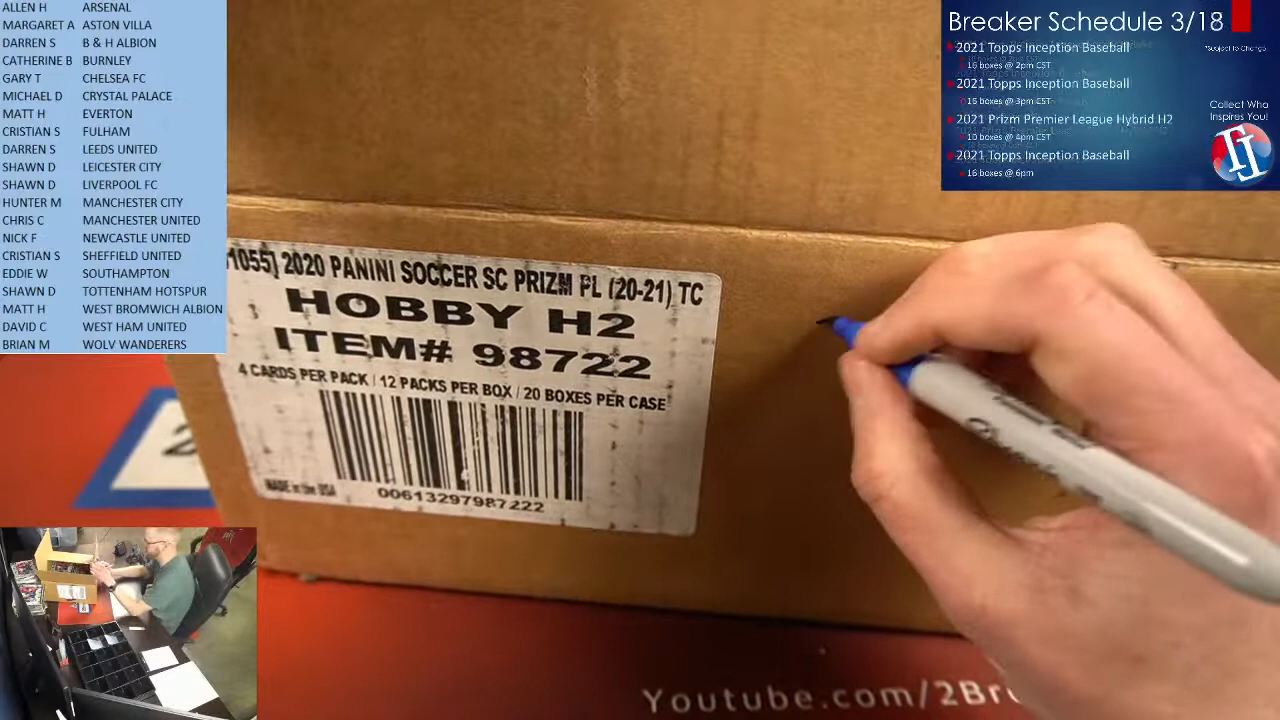 ALLEN H ARSENAL
MARGARET A ASTON VILLA
DARREN S B & H ALBION
CATHERINE B BURNLEY
GARY T CHELSEA FC
MICHAEL D CRYSTAL PALACE
MATT H EVERTON
CRISTIAN S FULHAM
DARREN S LEEDS UNITED
SHAWN D LEICESTER CITY
SHAWN D LIVERPOOL FC
HUNTER M MANCHESTER CITY
CHRIS C MANCHESTER UNITED
NICK F NEWCASTLE UNITED
CRISTIAN S SHEFFIELD UNITED
EDDIE W SOUTHAMPTON
SHAWN D TOTTENHAM HOTSPUR
MATT H WEST BROMWICH ALBION
DAVID C WEST HAM UNITED
BRIAN M WOLV WANDERERS
Breaker Schedule 3/18
*Subject to Change
2021 Topps Inception Baseball
16 boxes @ 2pm CST
2021 Topps Inception Baseball
16 boxes @ 3pm CST
2021 Prizm Premier League Hybrid H2
10 boxes @ 4pm CST
2021 Topps Inception Baseball
16 boxes @ 6pm
Collect Who
Inspires You!
1055] 2020 PANINI SOCCER SC PRIZM PL (20-21) TC
HOBBY H2
ITEM# 98722
4 CARDS PER PACK / 12 PACKS PER BOX / 20 BOXES PER CASE
MADE in the USA
00613297987222
Youtube.com/2Br